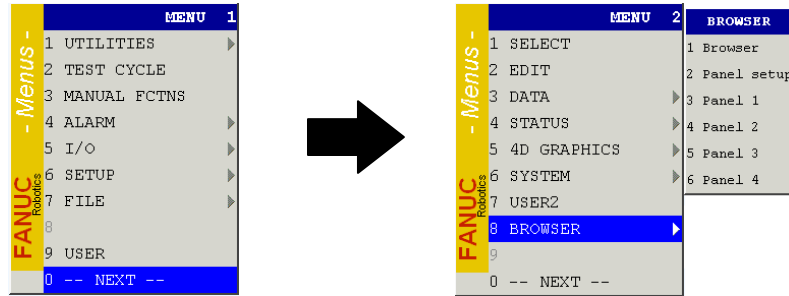 MENU 1
1 UTILITIES
2 TEST CYCLE
3 MANUAL FCTNS
4 ALARM
5 I/O
6 SETUP
7 FILE
8
9 USER
0 -- NEXT --
- Menus -
FANUC
Robotics
MENU 2
1 SELECT
2 EDIT
3 DATA
4 STATUS
5 4D GRAPHICS
6 SYSTEM
7 USER2
8 BROWSER
9
0 -- NEXT --
- Menus -
FANUC
Robotics
BROWSER
1 Browser
2 Panel setup
3 Panel 1
4 Panel 2
5 Panel 3
6 Panel 4